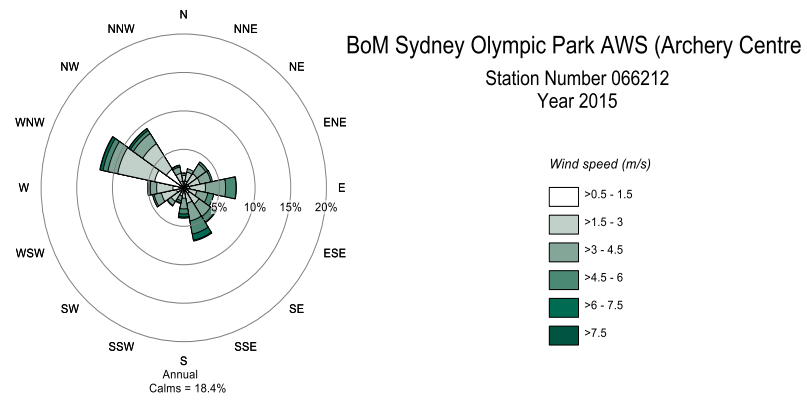 N
NNW
NNE
NW
NE
WNW
ENE
W
E
5%
10%
15%
20%
WSW
ESE
SW
SE
SSW
SSE
S
Annual
Calms = 18.4%
BoM Sydney Olympic Park AWS (Archery Centre
Station Number 066212
Year 2015
Wind speed (m/s)
>0.5 - 1.5
>1.5 - 3
>3 - 4.5
>4.5 - 6
>6 - 7.5
>7.5